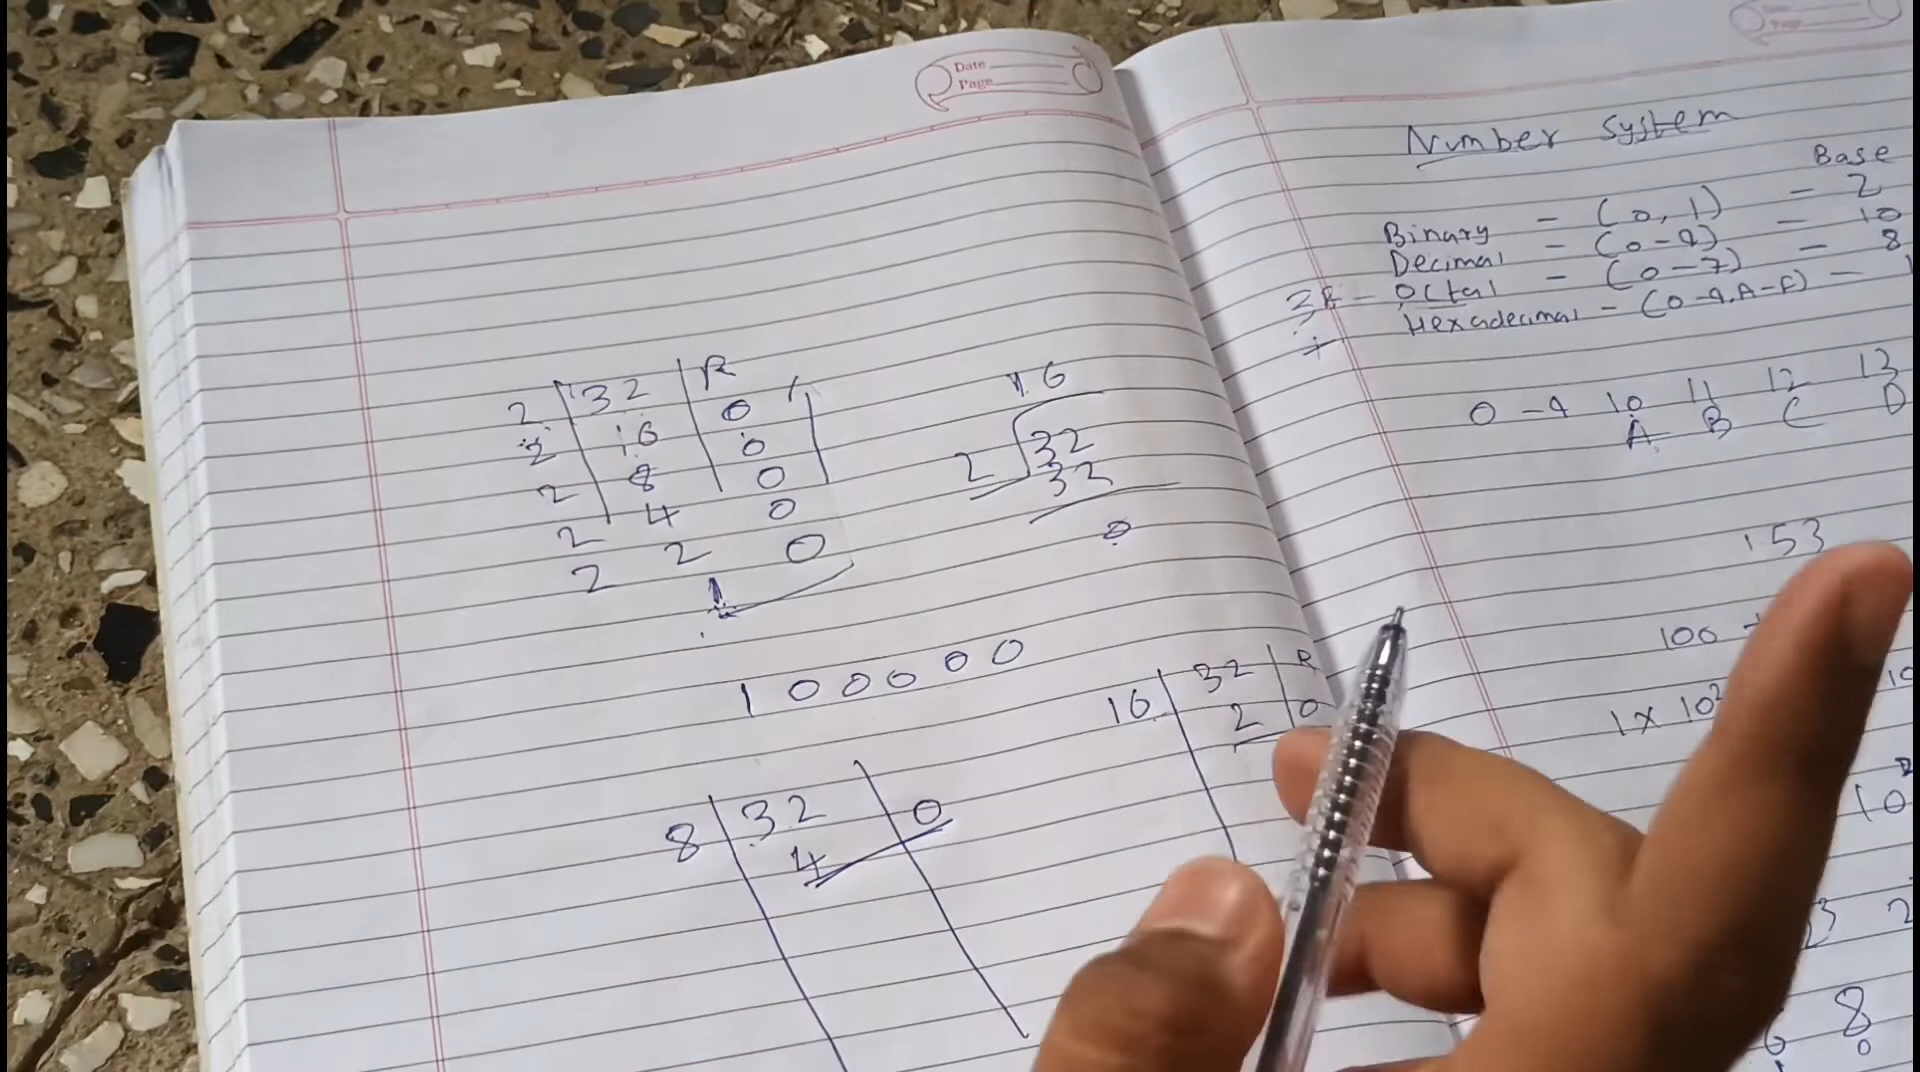 Date
Page
2 32 R
2 16 0
2 8 0
2 4 0
2 2 0
1
16
2 32
32
0
1 0 0 0 0 0
16 32 R
2 0
8 32 0
4
Date
Page
Number System
Base
Binary - (0, 1) - 2
Decimal - (0-9) - 10
Octal - (0-7) - 8
Hexadecimal - (0-9, A-F) -
0-9 10 11 12 13
A B C D
153
100 +
1 x 10²
8
0